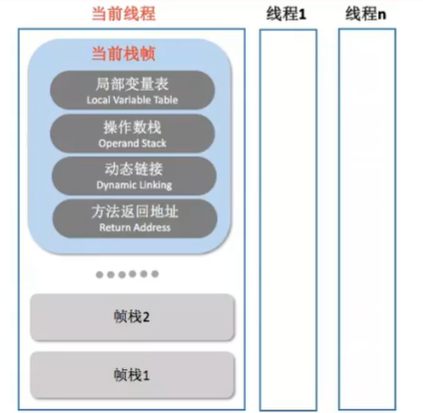 当前线程 线程1 线程n
当前栈帧
局部变量表
Local Variable Table
操作数栈
Operand Stack
动态链接
Dynamic Linking
方法返回地址
Return Address
帧栈2
帧栈1